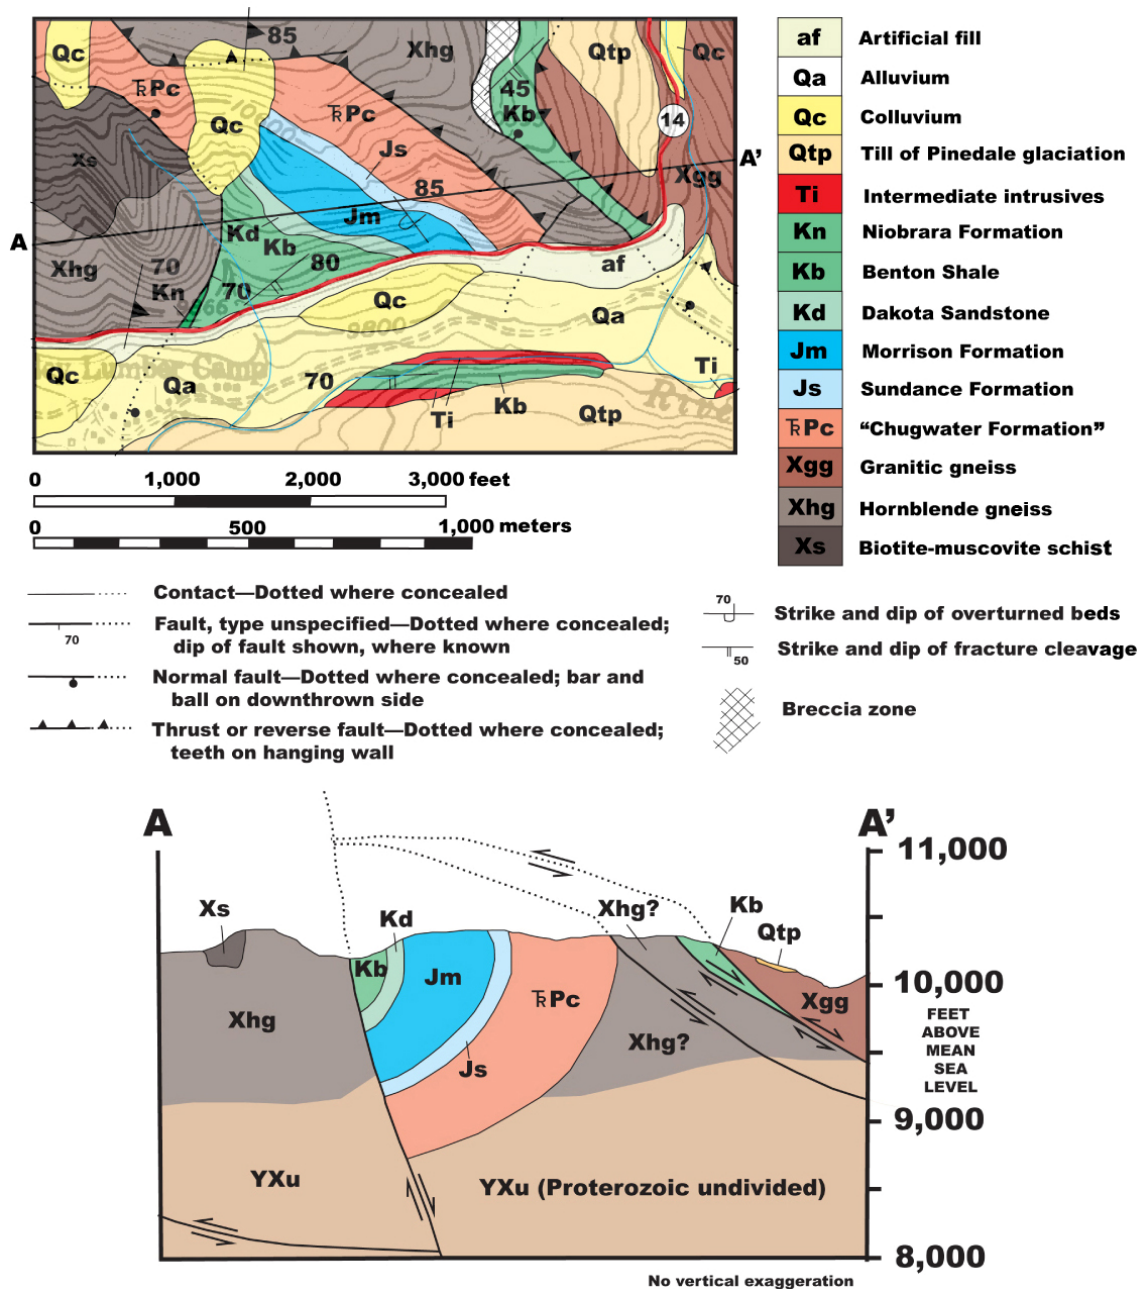 Qc
85
Xhg
Qtp
Qc
af Artificial fill
Qa Alluvium
Qc Colluvium
Qtp Till of Pinedale glaciation
Ti Intermediate intrusives
Kn Niobrara Formation
Kb Benton Shale
Kd Dakota Sandstone
Jm Morrison Formation
Js Sundance Formation
TRPc “Chugwater Formation”
Xgg Granitic gneiss
Xhg Hornblende gneiss
Xs Biotite-muscovite schist
TRPc
45
Kb
TRPc
Qc
14
Js
Xs
A'
Xgg
85
Jm
A
Kd
Kb
Xhg
70
80
af
Kn
70
Qc
Qa
9800
Qc
Lumber Camp
Qa
70
Ti
Kb
Qtp
Ti
0 1,000 2,000 3,000 feet
0 500 1,000 meters
Contact—Dotted where concealed
Fault, type unspecified—Dotted where concealed;
70
dip of fault shown, where known
Normal fault—Dotted where concealed; bar and
ball on downthrown side
Thrust or reverse fault—Dotted where concealed;
teeth on hanging wall
70
Strike and dip of overturned beds
Strike and dip of fracture cleavage
50
Breccia zone
A
A’
11,000
Xs
Kd
Xhg?
Kb
Qtp
Kb
Jm
TRPc
Xgg
10,000
FEET
ABOVE
MEAN
SEA
LEVEL
Xhg
Xhg?
Js
9,000
YXu
YXu (Proterozoic undivided)
8,000
No vertical exaggeration